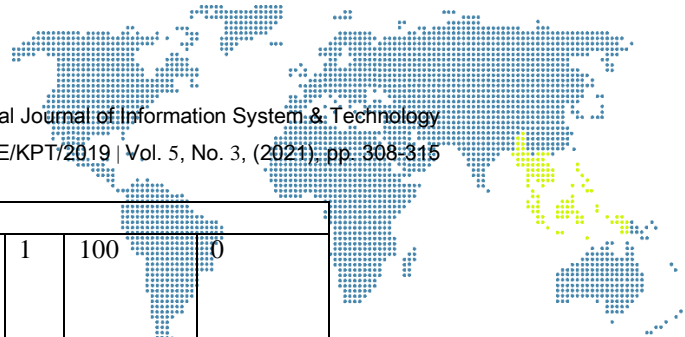 al Journal of Information System & Technology
E/KPT/2019 | Vol. 5, No. 3, (2021), pp. 308-315
1 100 0